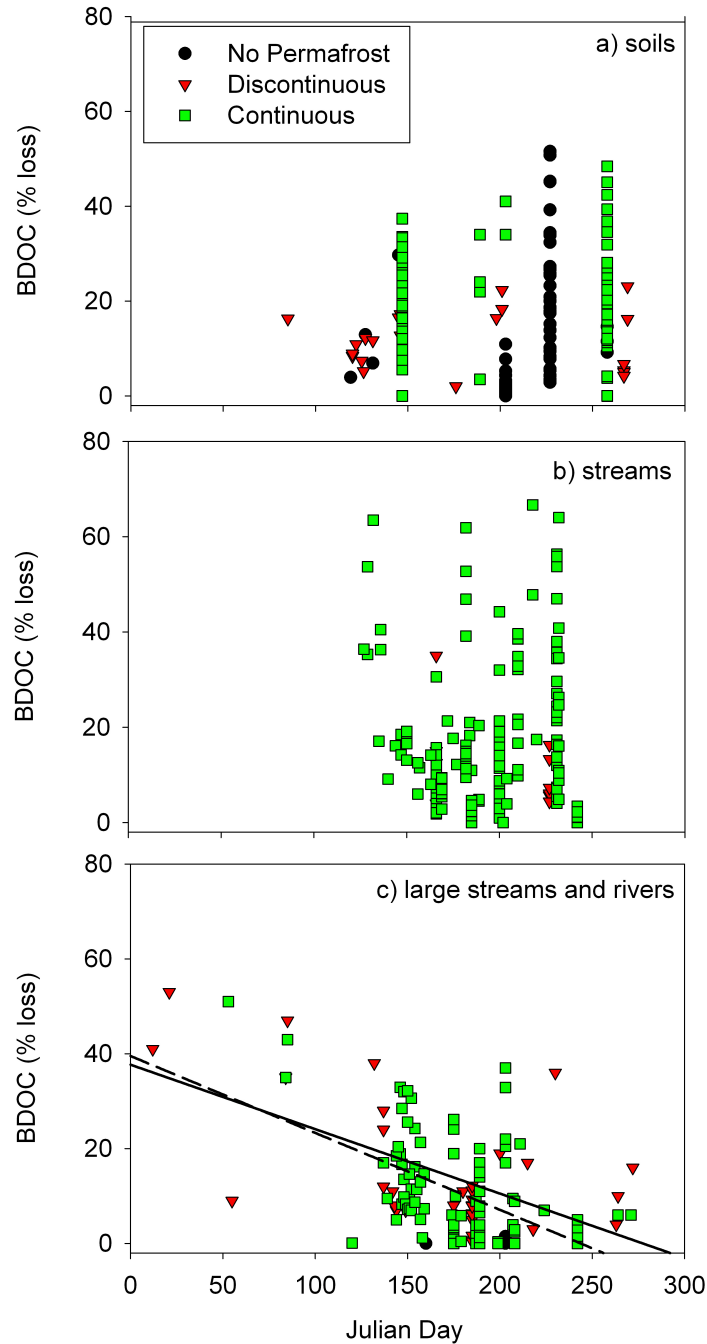 80
60
40
20
0
BDOC (% loss)
No Permafrost
Discontinuous
Continuous
a) soils
80
60
40
20
0
BDOC (% loss)
b) streams
80
60
40
20
0
BDOC (% loss)
c) large streams and rivers
0 50 100 150 200 250 300
Julian Day